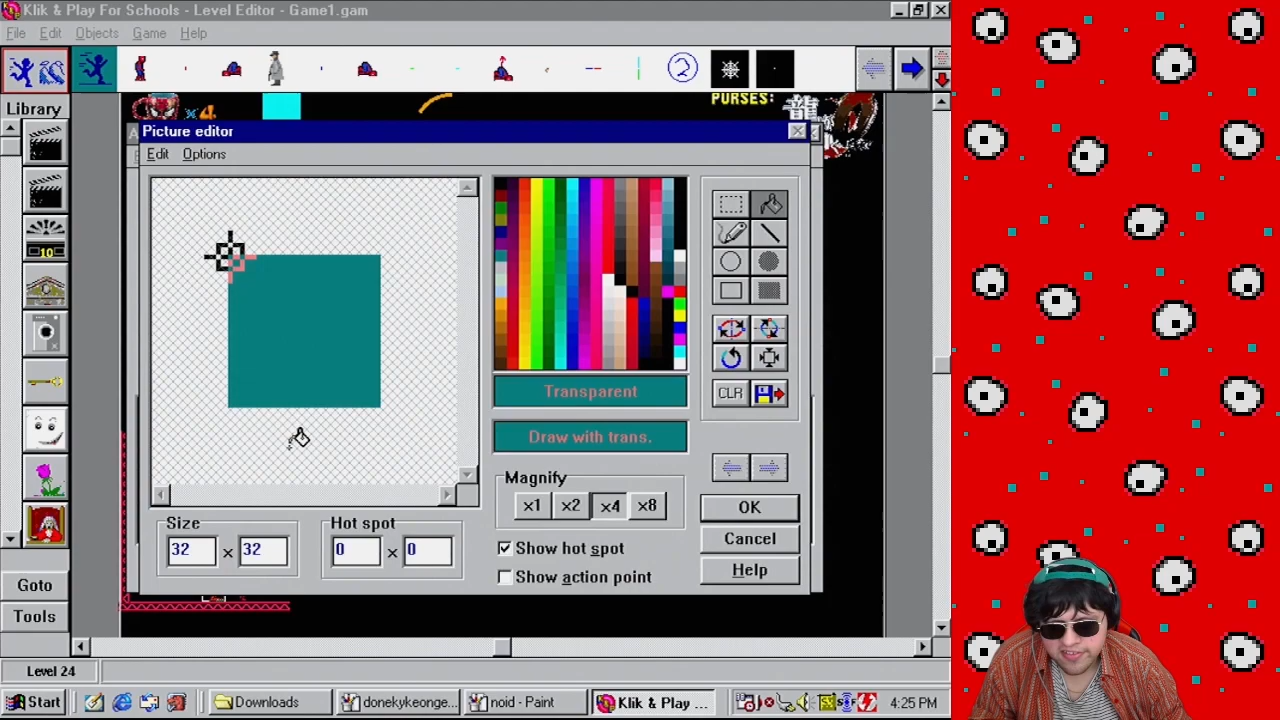 Klik & Play For Schools - Level Editor - Game1.gam
File Edit Objects Game Help
Library
x4
PURSES:
龍
Picture editor
Edit Options
10
Transparent
Draw with trans.
CLR
Magnify
x1 x2 x4 x8
Size
32 x 32
Hot spot
0 x 0
Show hot spot
Show action point
OK
Cancel
Help
Goto
Tools
Level 24
Start
Downloads
donekykeonge...
noid - Paint
Klik & Play ...
4:25 PM